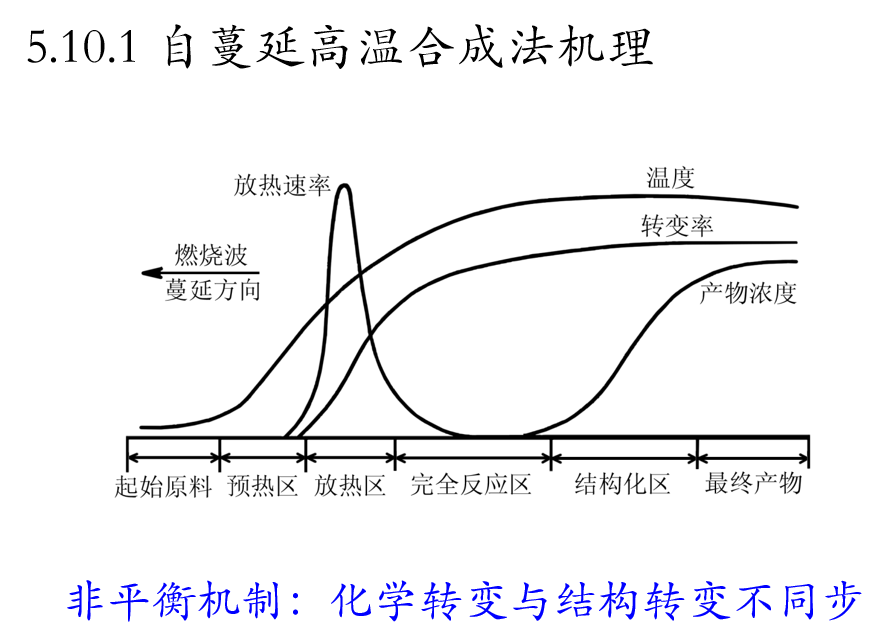 5.10.1 自蔓延高温合成法机理
放热速率
温度
转变率
燃烧波
蔓延方向
产物浓度
起始原料 预热区 放热区 完全反应区 结构化区 最终产物
非平衡机制：化学转变与结构转变不同步